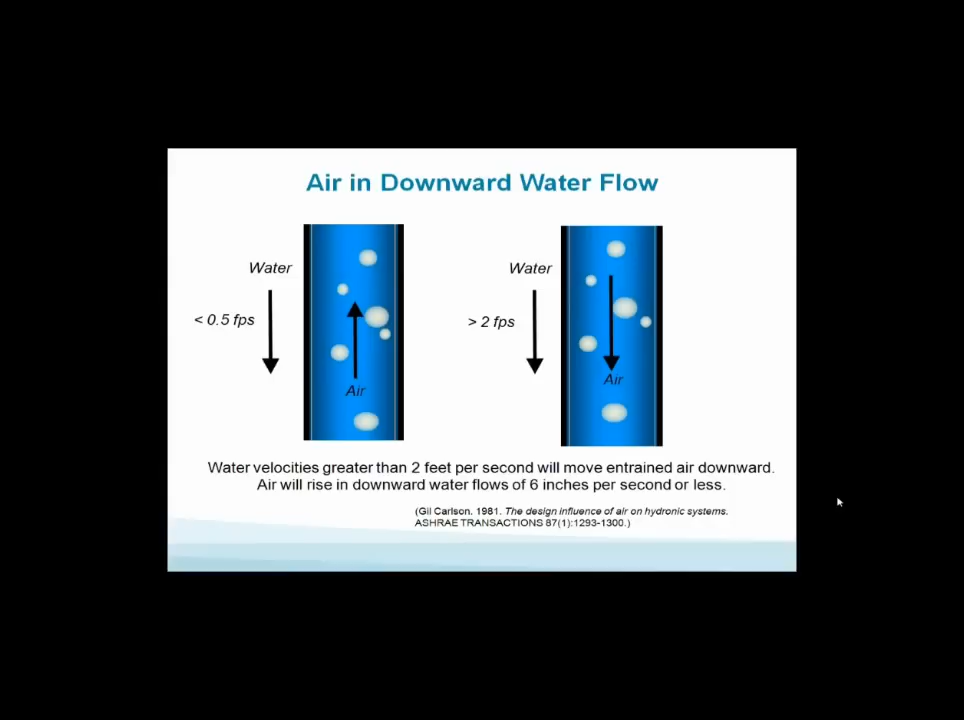 Air in Downward Water Flow
Water
< 0.5 fps
Air
Water
> 2 fps
Air
Water velocities greater than 2 feet per second will move entrained air downward.
Air will rise in downward water flows of 6 inches per second or less.
(Gil Carlson. 1981. The design influence of air on hydronic systems.
ASHRAE TRANSACTIONS 87(1):1293-1300.)